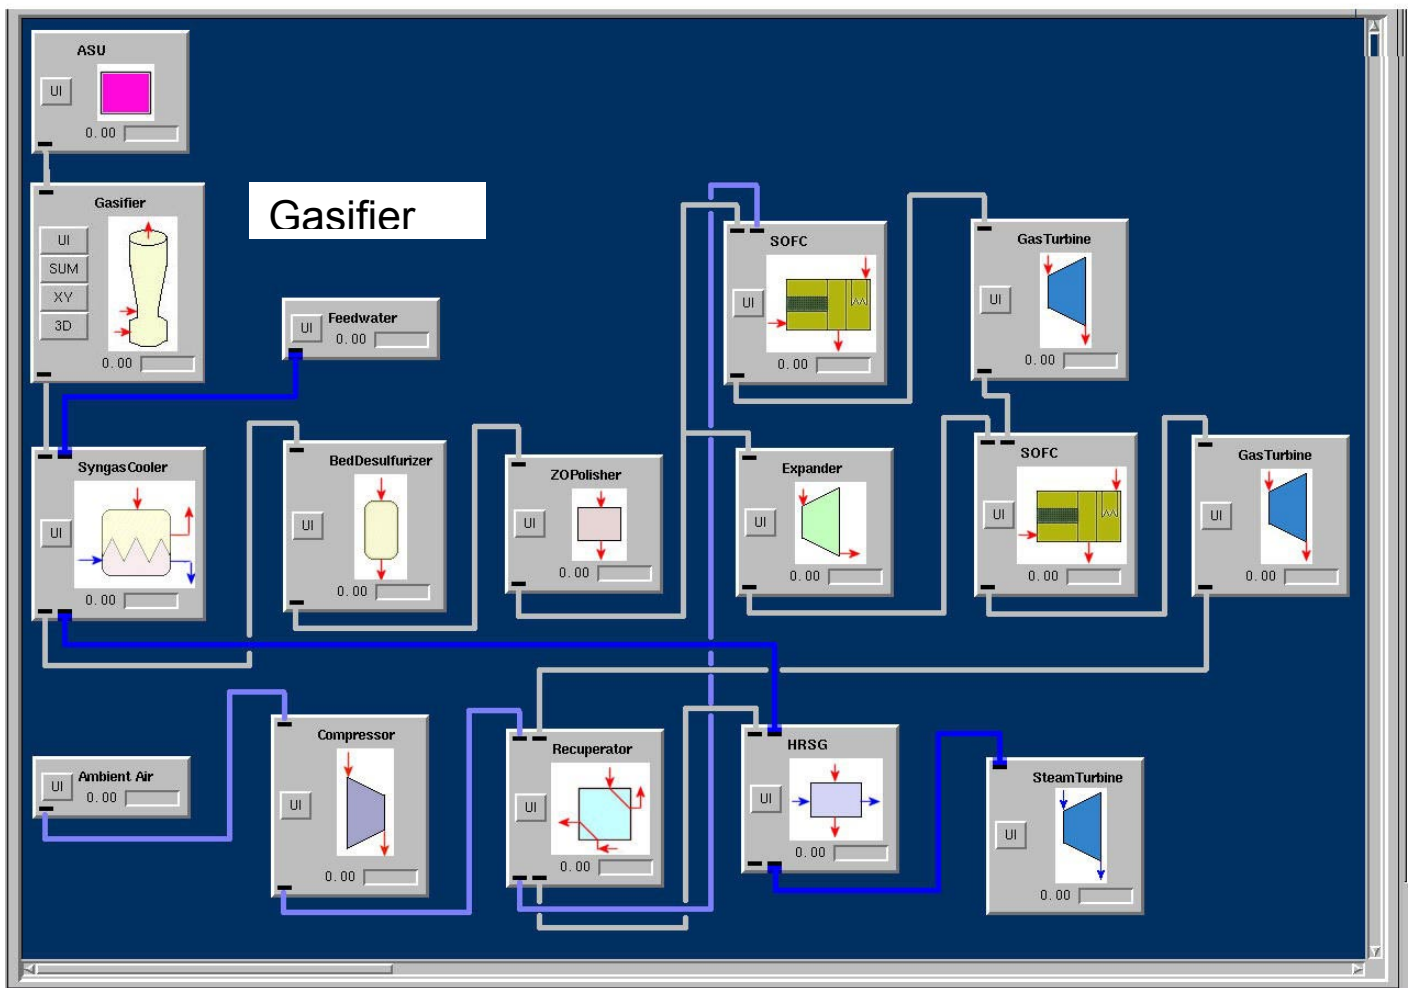 ASU
UI
0.00
Gasifier
UI
SUM
XY
3D
0.00
Gasifier
Feedwater
UI
0.00
SOFC
UI
0.00
GasTurbine
UI
0.00
SyngasCooler
UI
0.00
BedDesulfurizer
UI
0.00
ZOPolisher
UI
0.00
Expander
UI
0.00
SOFC
UI
0.00
GasTurbine
UI
0.00
Ambient Air
UI
0.00
Compressor
UI
0.00
Recuperator
UI
0.00
HRSG
UI
0.00
SteamTurbine
UI
0.00